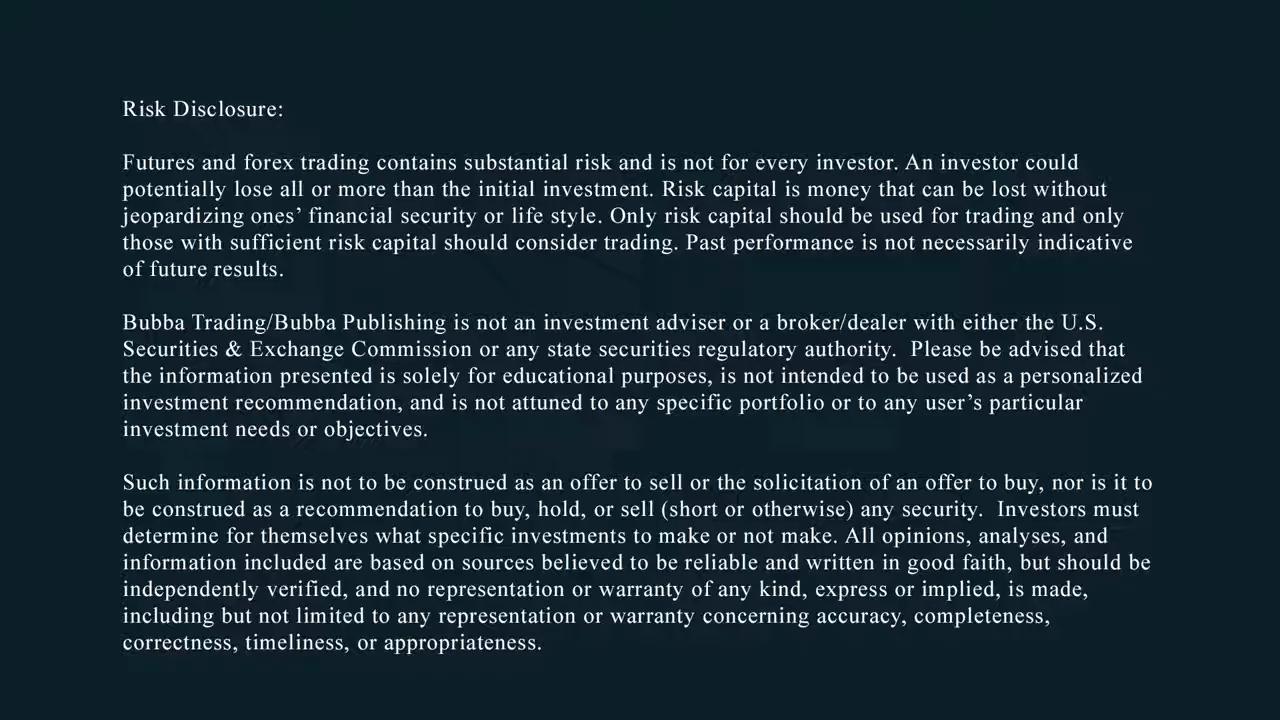 Risk Disclosure:
Futures and forex trading contains substantial risk and is not for every investor. An investor could
potentially lose all or more than the initial investment. Risk capital is money that can be lost without
jeopardizing ones’ financial security or life style. Only risk capital should be used for trading and only
those with sufficient risk capital should consider trading. Past performance is not necessarily indicative
of future results.
Bubba Trading/Bubba Publishing is not an investment adviser or a broker/dealer with either the U.S.
Securities & Exchange Commission or any state securities regulatory authority.  Please be advised that
the information presented is solely for educational purposes, is not intended to be used as a personalized
investment recommendation, and is not attuned to any specific portfolio or to any user’s particular
investment needs or objectives.
Such information is not to be construed as an offer to sell or the solicitation of an offer to buy, nor is it to
be construed as a recommendation to buy, hold, or sell (short or otherwise) any security.  Investors must
determine for themselves what specific investments to make or not make. All opinions, analyses, and
information included are based on sources believed to be reliable and written in good faith, but should be
independently verified, and no representation or warranty of any kind, express or implied, is made,
including but not limited to any representation or warranty concerning accuracy, completeness,
correctness, timeliness, or appropriateness.